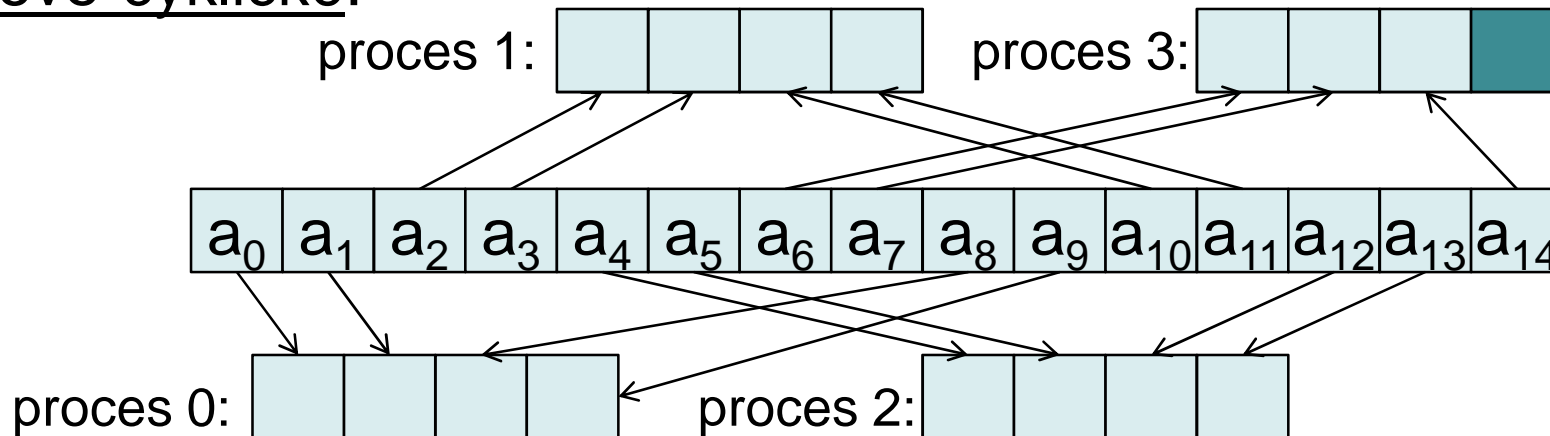 proces 1: proces 3:
a0 a1 a2 a3 a4 a5 a6 a7 a8 a9 a10 a11 a12 a13 a14
proces 0: proces 2: